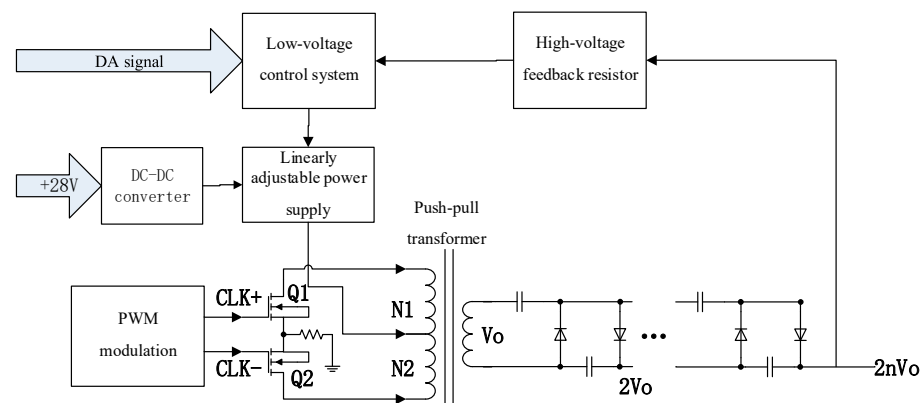 DA signal
Low-voltage
control system
High-voltage
feedback resistor
+28V
DC-DC
converter
Linearly
adjustable power
supply
Push-pull
transformer
PWM
modulation
CLK+
Q1
CLK-
Q2
N1
N2
Vo
•••
2Vo
2nVo